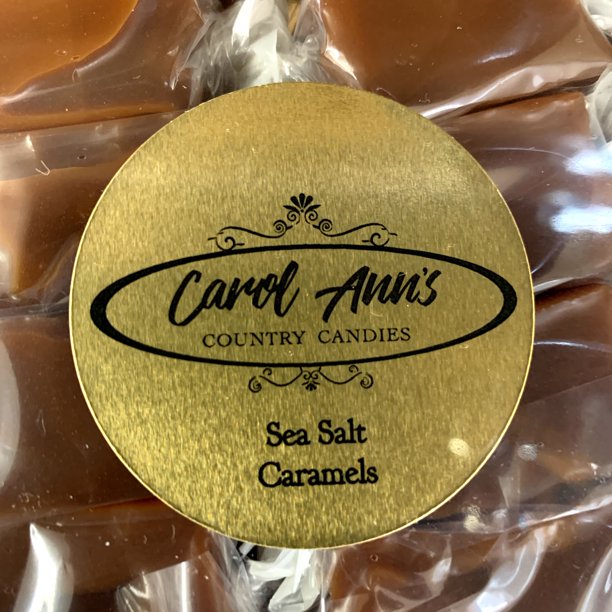 Carol Ann's
COUNTRY CANDIES
Sea Salt
Caramels